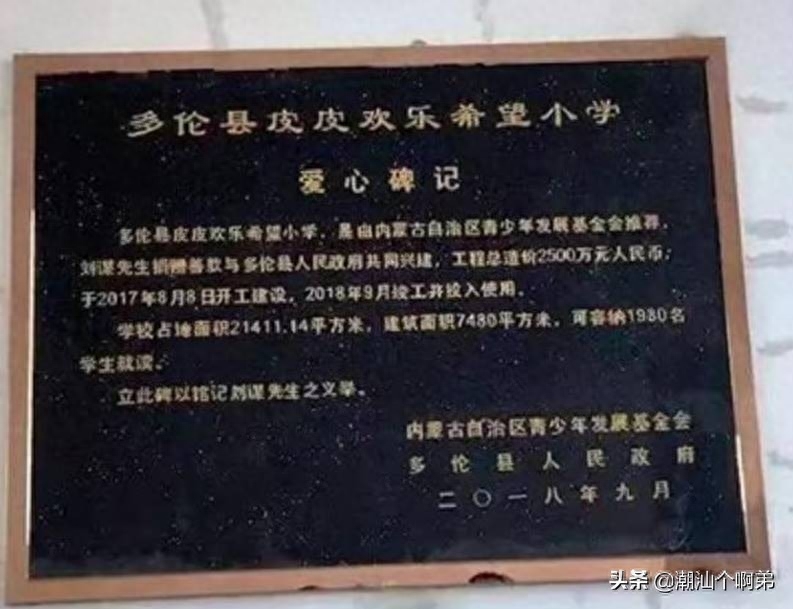 多伦县皮皮欢乐希望小学
爱心碑记
多伦县皮皮欢乐希望小学，是由内蒙古自治区青少年发展基金会推荐，
刘谋先生捐赠善款与多伦县人民政府共同兴建，工程总造价2500万元人民币，
于2017年8月8日开工建设，2018年9月竣工并投入使用。
学校占地面积21411.14平方米，建筑面积7480平方米，可容纳1980名
学生就读。
立此碑以铭记刘谋先生之义举。
内蒙古自治区青少年发展基金会
多伦县人民政府
二〇一八年九月
头条 @潮汕个啊弟